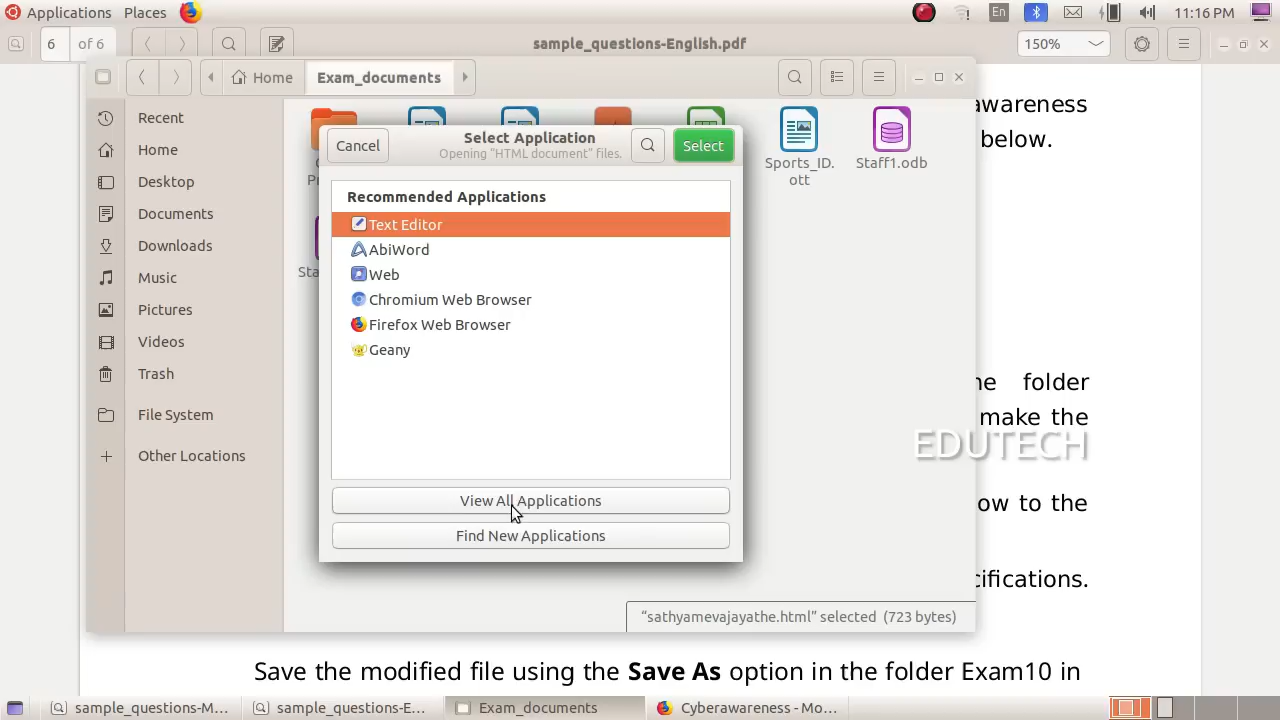 Applications Places En 11:16 PM
6 of 6 sample_questions-English.pdf 150%
Home Exam_documents
awareness
below.
Recent
Home
Desktop
Documents
Downloads
Music
Pictures
Videos
Trash
File System
Other Locations
Sports_ID.
ott
Staff1.odb
Cancel Select Application Select
Opening "HTML document" files.
Recommended Applications
Text Editor
AbiWord
Web
Chromium Web Browser
Firefox Web Browser
Geany
View All Applications
Find New Applications
folder
make the
EDUTECH
to the
"sathyamevajayathe.html" selected (723 bytes)
Save the modified file using the Save As option in the folder Exam10 in
sample_questions-M... sample_questions-E... Exam_documents Cyberawareness - Mo...